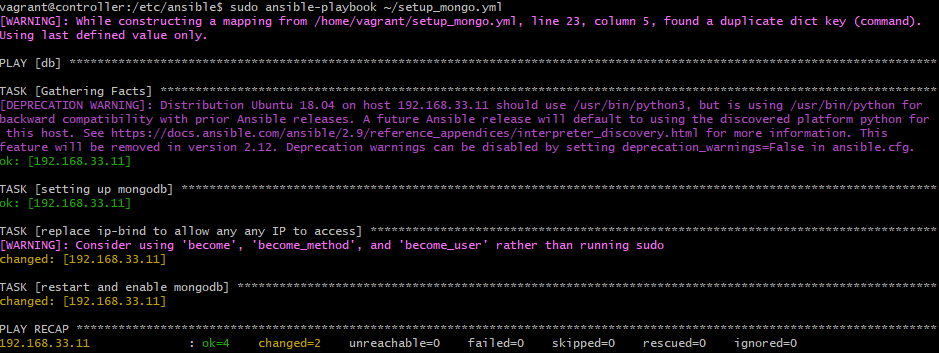 vagrant@controller:/etc/ansible$ sudo ansible-playbook ~/setup_mongo.yml
[WARNING]: While constructing a mapping from /home/vagrant/setup_mongo.yml, line 23, column 5, found a duplicate dict key (command).
Using last defined value only.
PLAY [db] *********************************************************************************************************************
TASK [Gathering Facts] ********************************************************************************************************
[DEPRECATION WARNING]: Distribution Ubuntu 18.04 on host 192.168.33.11 should use /usr/bin/python3, but is using /usr/bin/python for
backward compatibility with prior Ansible releases. A future Ansible release will default to using the discovered platform python for
this host. See https://docs.ansible.com/ansible/2.9/reference_appendices/interpreter_discovery.html for more information. This
feature will be removed in version 2.12. Deprecation warnings can be disabled by setting deprecation_warnings=False in ansible.cfg.
ok: [192.168.33.11]
TASK [setting up mongodb] *****************************************************************************************************
ok: [192.168.33.11]
TASK [replace ip-bind to allow any any IP to access] **************************************************************************
[WARNING]: Consider using 'become', 'become_method', and 'become_user' rather than running sudo
changed: [192.168.33.11]
TASK [restart and enable mongodb] *********************************************************************************************
changed: [192.168.33.11]
PLAY RECAP ********************************************************************************************************************
192.168.33.11 : ok=4 changed=2 unreachable=0 failed=0 skipped=0 rescued=0 ignored=0